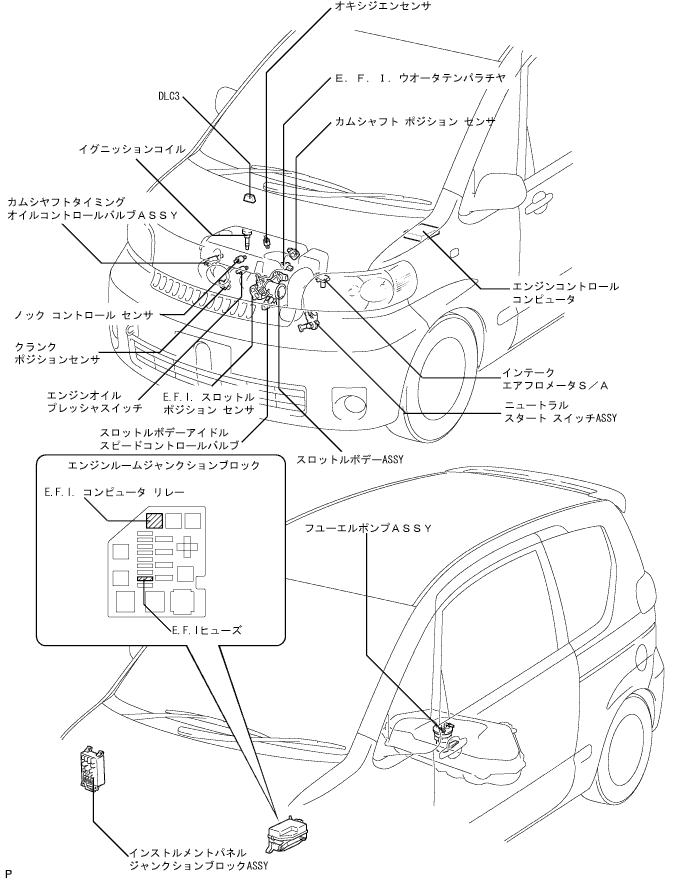 オキシジエンセンサ
E. F. I. ウオータテンパラチヤ
DLC3
カムシャフト ポジション センサ
イグニッションコイル
カムシヤフトタイミング
オイルコントロールバルブASSY
エンジンコントロール
コンピュータ
ノック コントロール センサ
クランク
ポジションセンサ
インテーク
エアフロメータS/A
エンジンオイル
プレッシャスイッチ
E.F.I. スロットル
ポジション センサ
ニュートラル
スタート スイッチASSY
スロットルボデーアイドル
スピードコントロールバルブ
スロットルボデーASSY
エンジンルームジャンクションブロック
E.F.I. コンピュータ リレー
フユーエルポンプASSY
E.F.Iヒューズ
インストルメントパネル
ジャンクションブロックASSY
P